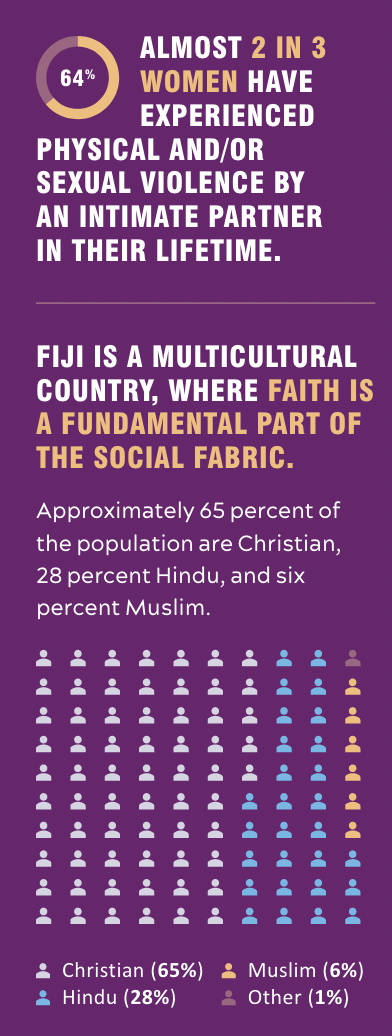 64%
ALMOST 2 IN 3
WOMEN HAVE
EXPERIENCED
PHYSICAL AND/OR
SEXUAL VIOLENCE BY
AN INTIMATE PARTNER
IN THEIR LIFETIME.
FIJI IS A MULTICULTURAL
COUNTRY, WHERE FAITH IS
A FUNDAMENTAL PART OF
THE SOCIAL FABRIC.
Approximately 65 percent of
the population are Christian,
28 percent Hindu, and six
percent Muslim.
Christian (65%) Muslim (6%)
Hindu (28%) Other (1%)